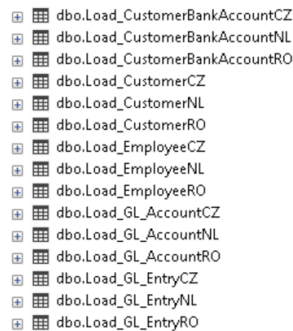 dbo.Load_CustomerBankAccountCZ
dbo.Load_CustomerBankAccountNL
dbo.Load_CustomerBankAccountRO
dbo.Load_CustomerCZ
dbo.Load_CustomerNL
dbo.Load_CustomerRO
dbo.Load_EmployeeCZ
dbo.Load_EmployeeNL
dbo.Load_EmployeeRO
dbo.Load_GL_AccountCZ
dbo.Load_GL_AccountNL
dbo.Load_GL_AccountRO
dbo.Load_GL_EntryCZ
dbo.Load_GL_EntryNL
dbo.Load_GL_EntryRO